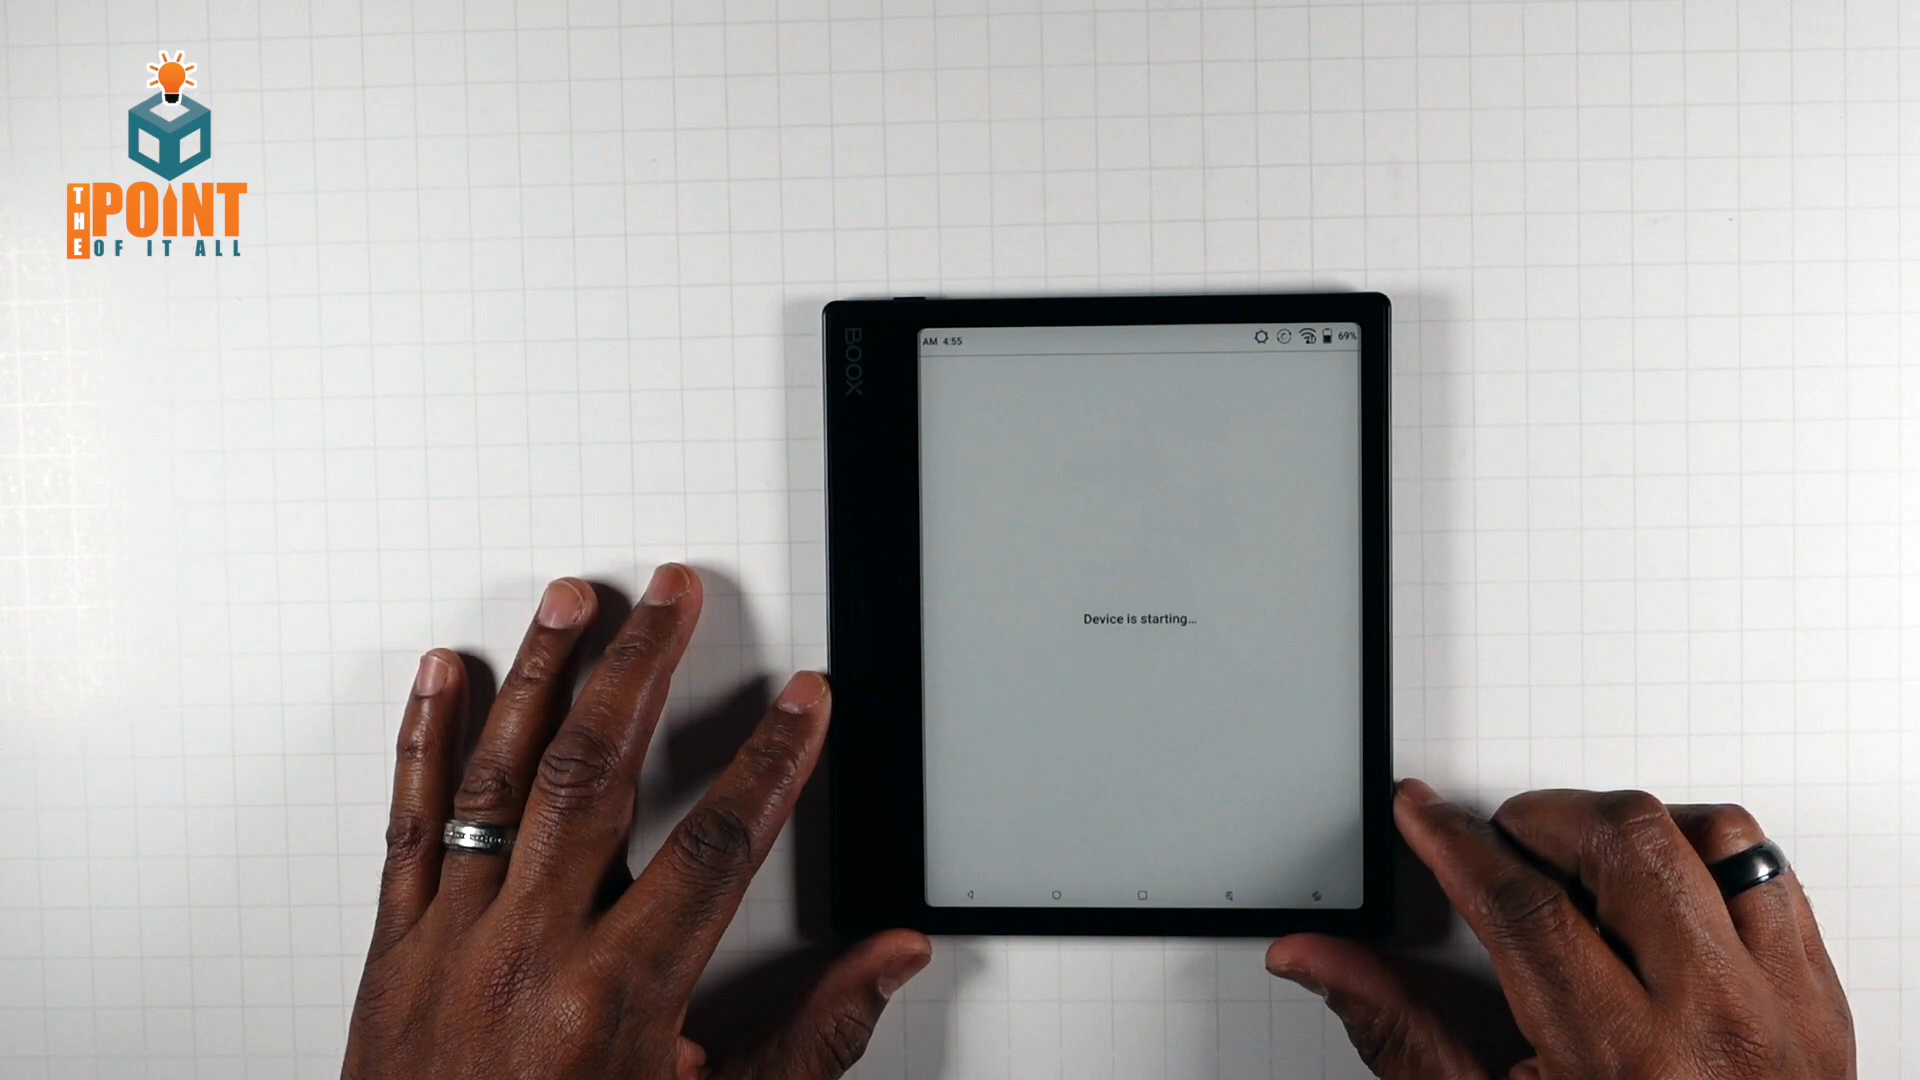 THE POINT
OF IT ALL
BOOX
AM 4:55
69%
Device is starting...